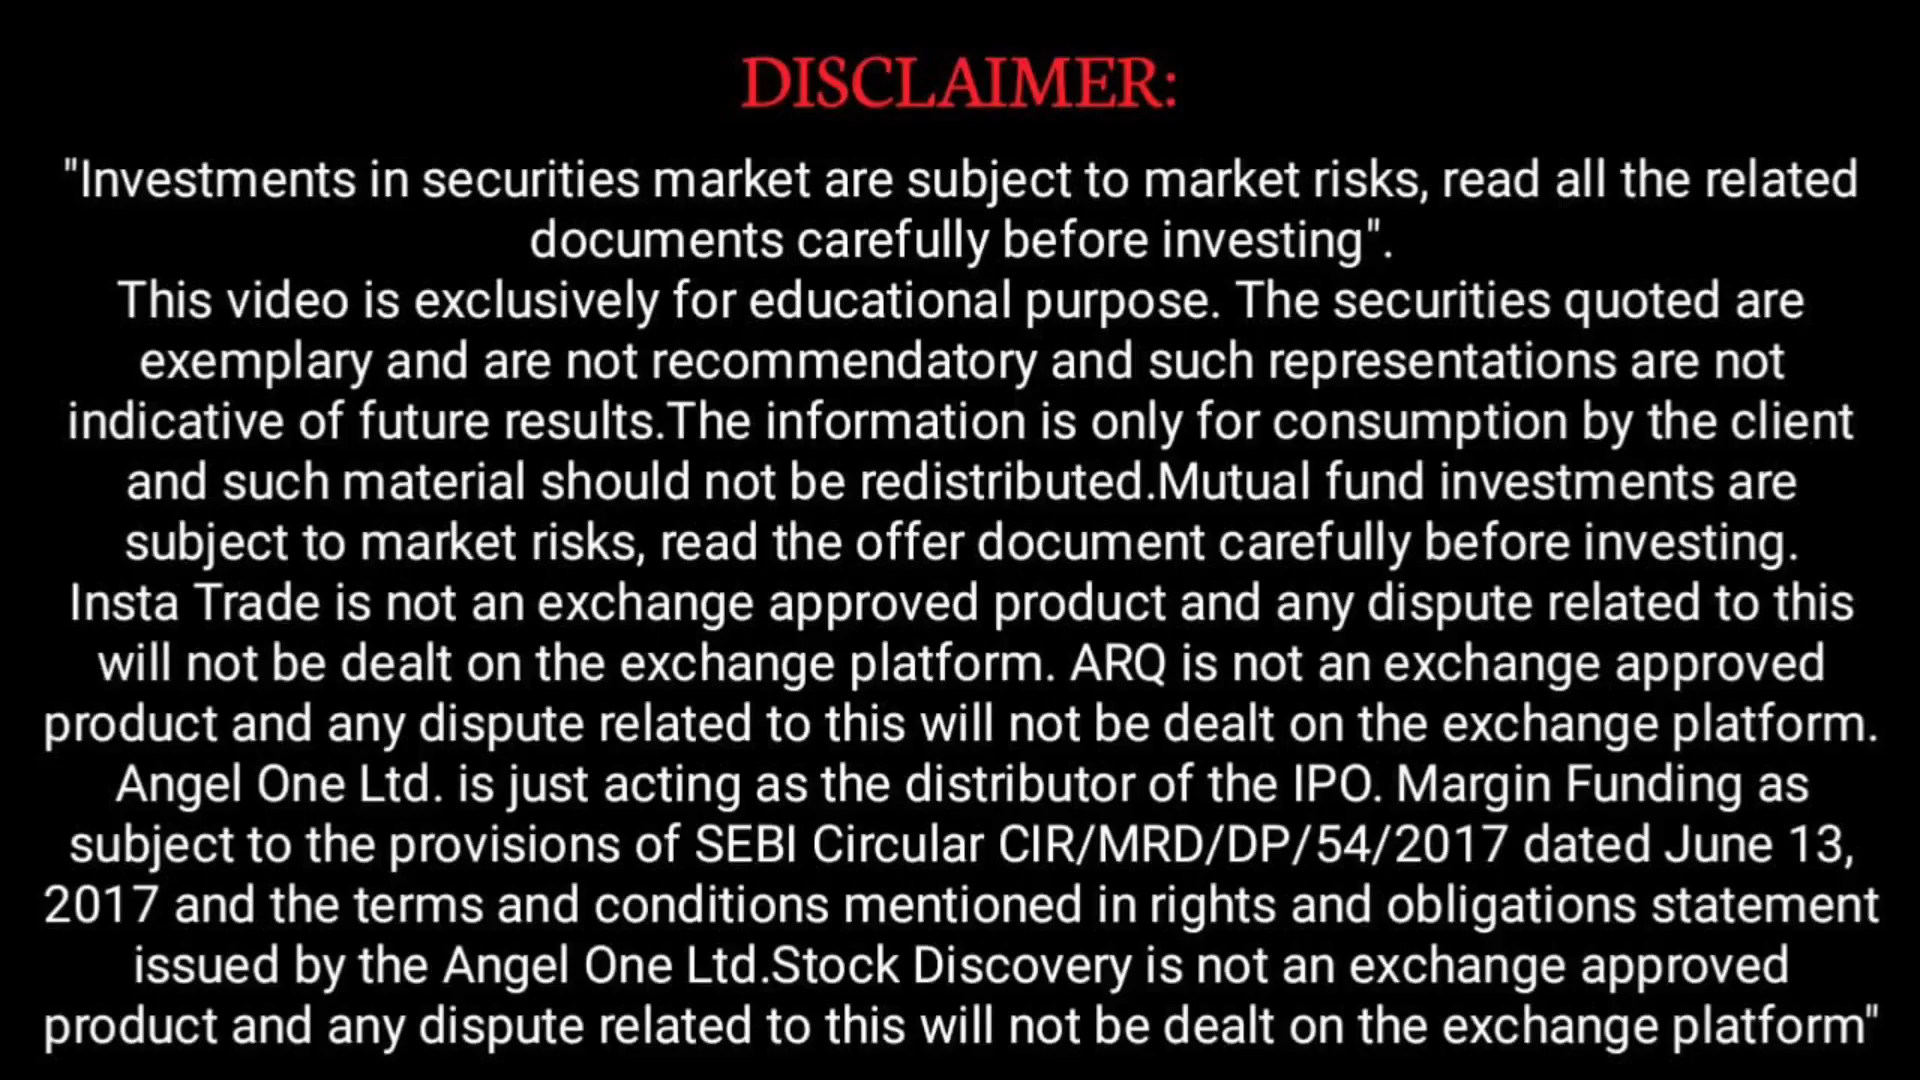 DISCLAIMER:
"Investments in securities market are subject to market risks, read all the related
documents carefully before investing".
This video is exclusively for educational purpose. The securities quoted are
exemplary and are not recommendatory and such representations are not
indicative of future results.The information is only for consumption by the client
and such material should not be redistributed.Mutual fund investments are
subject to market risks, read the offer document carefully before investing.
Insta Trade is not an exchange approved product and any dispute related to this
will not be dealt on the exchange platform. ARQ is not an exchange approved
product and any dispute related to this will not be dealt on the exchange platform.
Angel One Ltd. is just acting as the distributor of the IPO. Margin Funding as
subject to the provisions of SEBI Circular CIR/MRD/DP/54/2017 dated June 13,
2017 and the terms and conditions mentioned in rights and obligations statement
issued by the Angel One Ltd.Stock Discovery is not an exchange approved
product and any dispute related to this will not be dealt on the exchange platform"